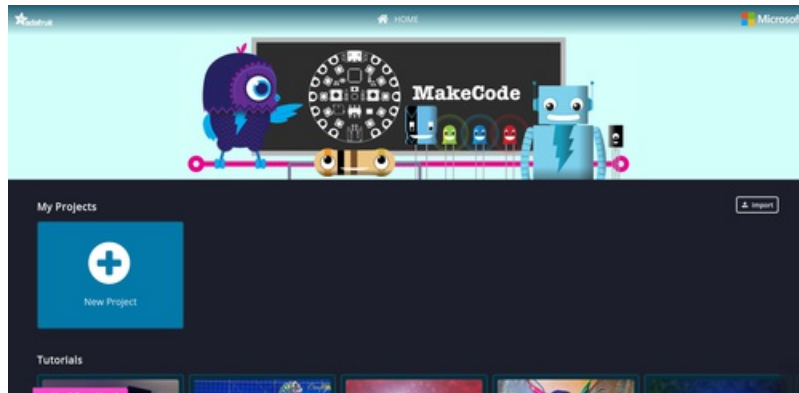 adafruit
HOME
Microsoft
MakeCode
My Projects
Import
New Project
Tutorials